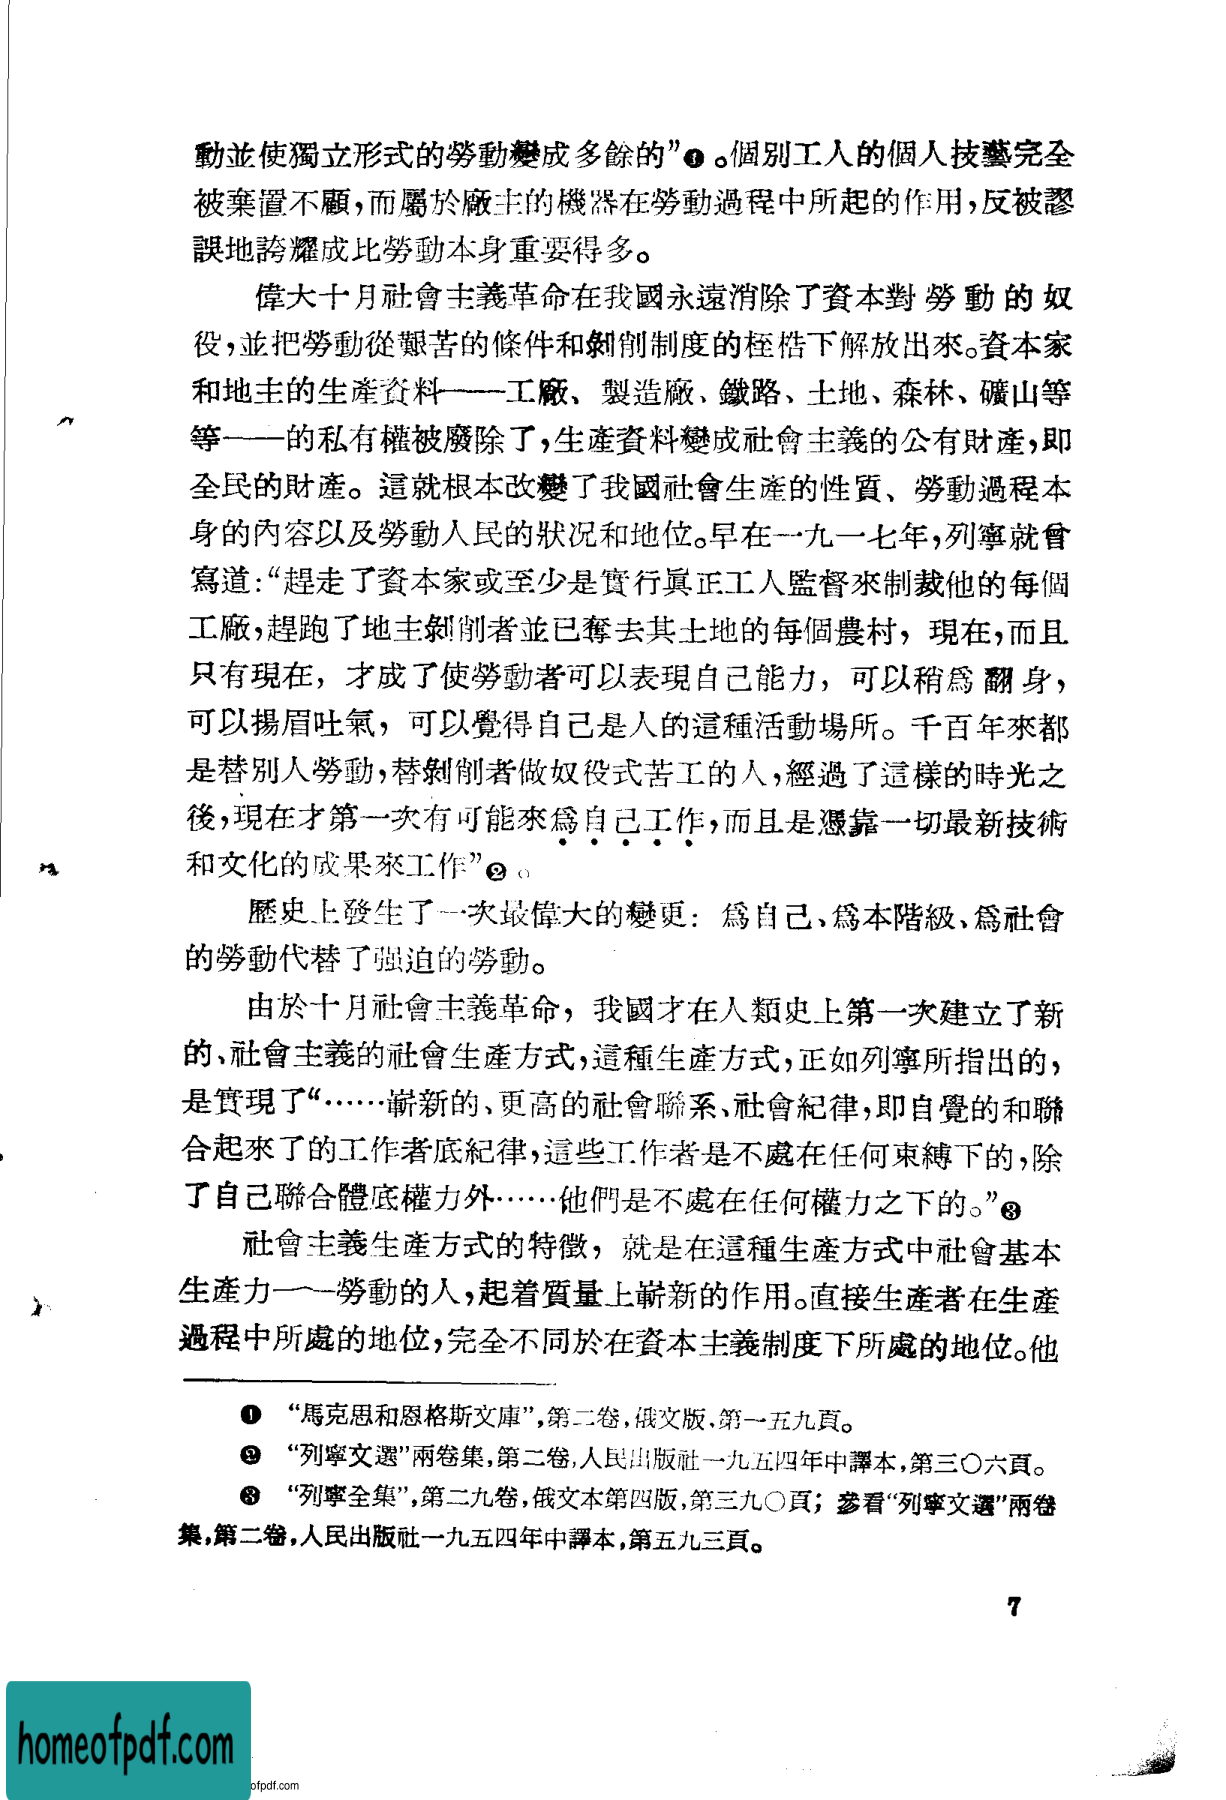 動並使獨立形式的勞動變成多餘的”❶。個別工人的個人技藝完全
被棄置不顧，而屬於廠主的機器在勞動過程中所起的作用，反被謬
誤地誇耀成比勞動本身重要得多。
偉大十月社會主義革命在我國永遠消除了資本對勞動的奴
役，並把勞動從艱苦的條件和剝削制度的桎梏下解放出來。資本家
和地主的生產資料——工廠、製造廠、鐵路、土地、森林、礦山等
等——的私有權被廢除了，生產資料變成社會主義的公有財產，即
全民的財產。這就根本改變了我國社會生產的性質、勞動過程本
身的內容以及勞動人民的狀況和地位。早在一九一七年，列寧就曾
寫道：“趕走了資本家或至少是實行眞正工人監督來制裁他的每個
工廠，趕跑了地主剝削者並已奪去其土地的每個農村，現在，而且
只有現在，才成了使勞動者可以表現自己能力，可以稍爲翻身，
可以揚眉吐氣，可以覺得自己是人的這種活動場所。千百年來都
是替別人勞動，替剝削者做奴役式苦工的人，經過了這樣的時光之
後，現在才第一次有可能來爲自己工作，而且是憑靠一切最新技術
和文化的成果來工作”❷。
歷史上發生了一次最偉大的變更：爲自己、爲本階級、爲社會
的勞動代替了强迫的勞動。
由於十月社會主義革命，我國才在人類史上第一次建立了新
的、社會主義的社會生產方式，這種生產方式，正如列寧所指出的，
是實現了“……嶄新的、更高的社會聯系、社會紀律，即自覺的和聯
合起來了的工作者底紀律，這些工作者是不處在任何束縛下的，除
了自己聯合體底權力外……他們是不處在任何權力之下的。”❸
社會主義生產方式的特徵，就是在這種生產方式中社會基本
生產力——勞動的人，起着質量上嶄新的作用。直接生產者在生產
過程中所處的地位，完全不同於在資本主義制度下所處的地位。他
❶ “馬克思和恩格斯文庫”，第二卷，俄文版，第一五九頁。
❷ “列寧文選”兩卷集，第二卷，人民出版社一九五四年中譯本，第三〇六頁。
❸ “列寧全集”，第二九卷，俄文本第四版，第三九〇頁；參看“列寧文選”兩卷
集，第二卷，人民出版社一九五四年中譯本，第五九三頁。
7
homeofpdf.com
ofpdf.com